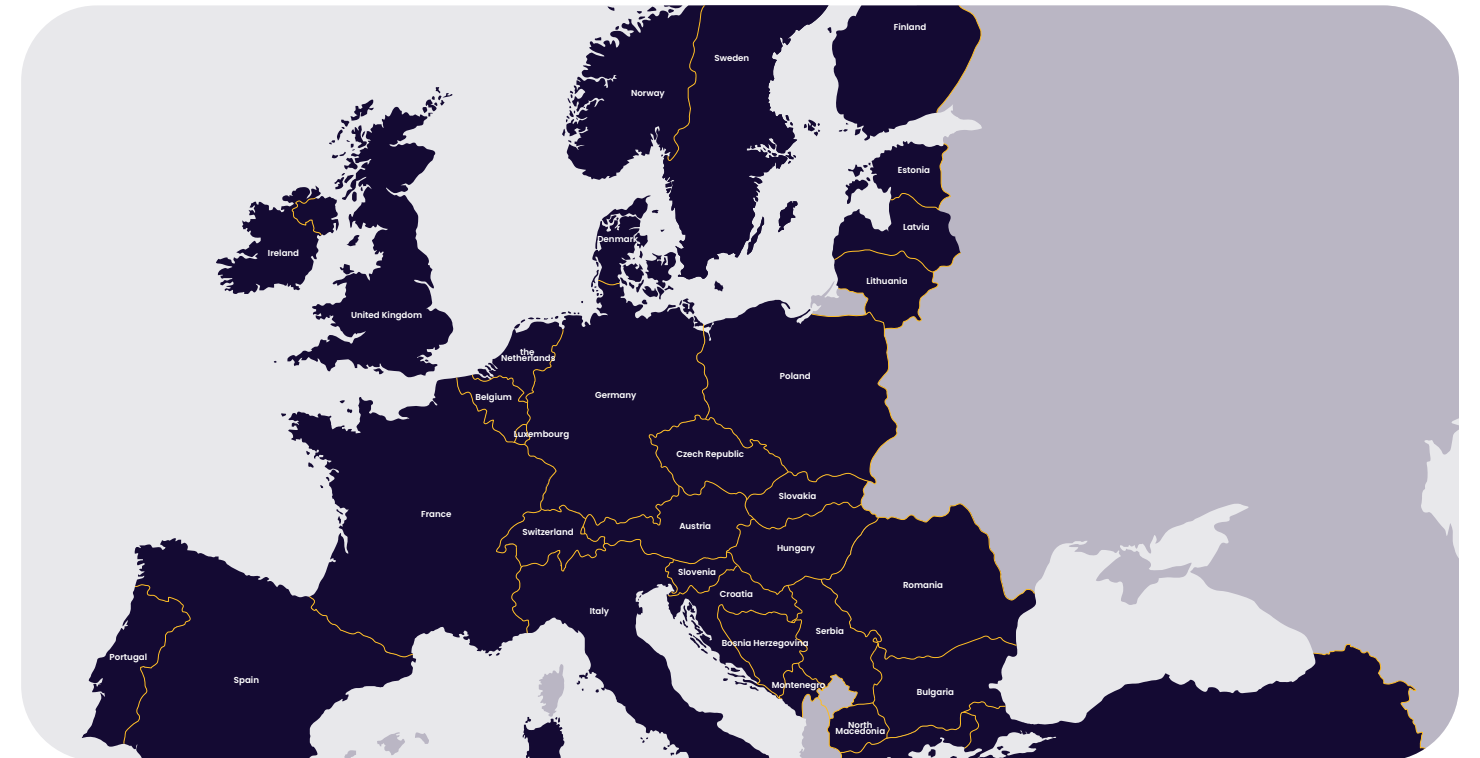 Finland
Sweden
Norway
Estonia
Latvia
Denmark
Ireland
Lithuania
United Kingdom
the
Netherlands
Poland
Germany
Belgium
Luxembourg
Czech Republic
Slovakia
France
Austria
Switzerland
Hungary
Slovenia
Romania
Croatia
Italy
Serbia
Bosnia Herzegovina
Portugal
Spain
Montenegro
Bulgaria
North
Macedonia